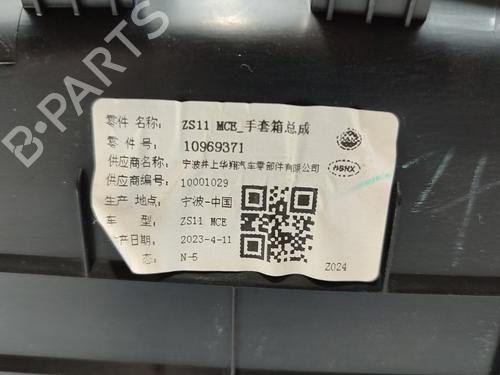 B-PARTS
零件 名称: ZS11 MCE_手套箱总成
零 件 号: 10969371
供应商名称: 宁波井上华翔汽车零部件有限公司
供应商编号: 10001029
生产 地点: 宁波-中国
车 型: ZS11 MCE
产日期: 2023-4-11
态: N-5
Z024
NBHX